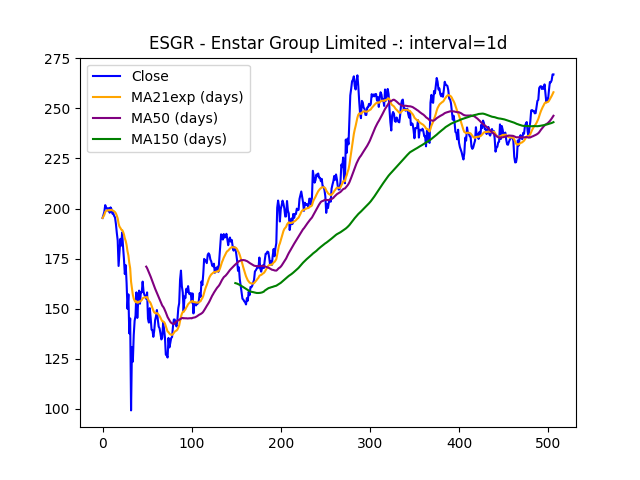 ESGR - Enstar Group Limited -: interval=1d
Close
MA21exp (days)
MA50 (days)
MA150 (days)
275
250
225
200
175
150
125
100
0 100 200 300 400 500